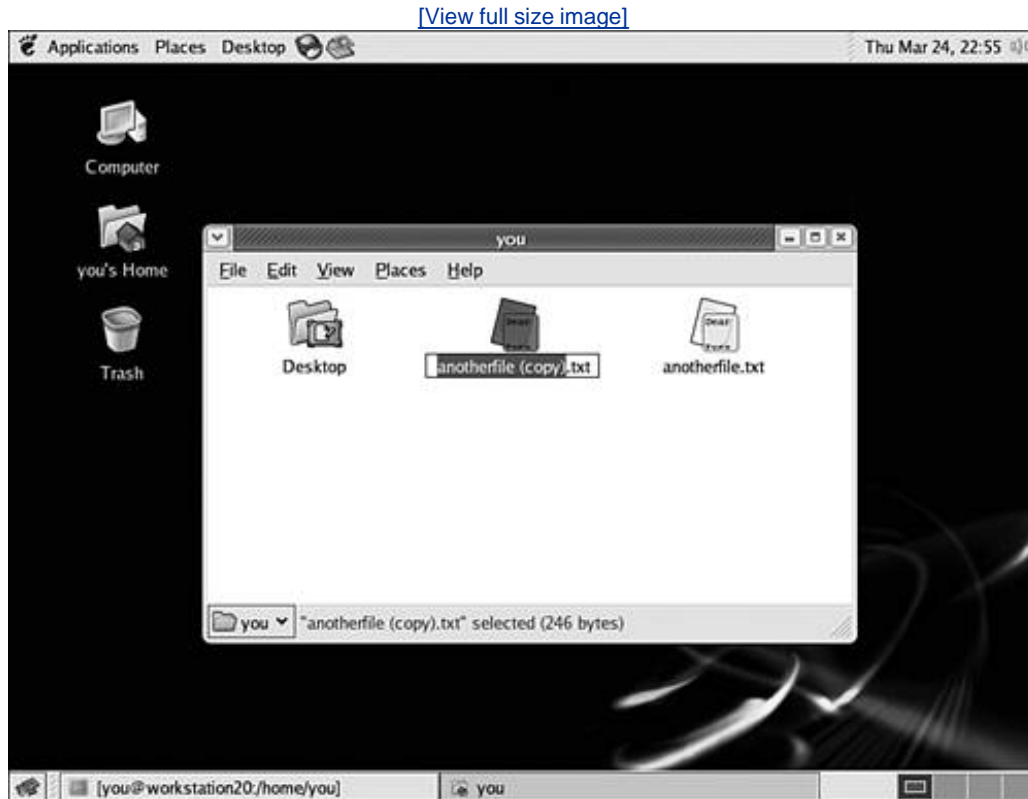 [View full size image]
Applications Places Desktop Thu Mar 24, 22:55
Computer
you's Home
Trash
you
File Edit View Places Help
Desktop
anotherfile (copy).txt
anotherfile.txt
Dear
Dear
you "anotherfile (copy).txt" selected (246 bytes)
[you@workstation20:/home/you] you